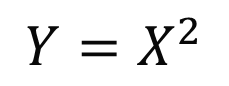 Y = X²